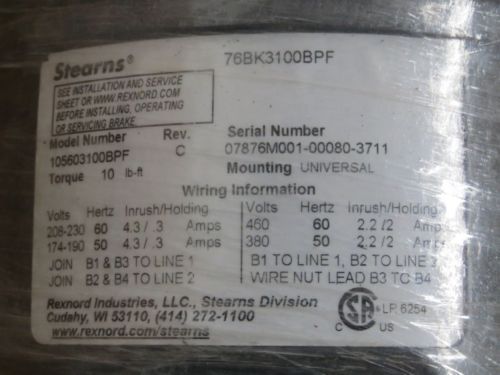 Stearns® 76BK3100BPF
SEE INSTALLATION AND SERVICE
SHEET OR WWW.REXNORD.COM
BEFORE INSTALLING, OPERATING
OR SERVICING BRAKE.
Model Number Rev. Serial Number
105603100BPF C 07876M001-00080-3711
Torque 10 lb-ft Mounting UNIVERSAL
Wiring Information
Volts Hertz Inrush/Holding Volts Hertz Inrush/Holding
208-230 60 4.3/ .3 Amps 460 60 2.2 /.2 Amps
174-190 50 4.3/ .3 Amps 380 50 2.2 /.2 Amps
JOIN B1 & B3 TO LINE 1 B1 TO LINE 1, B2 TO LINE
JOIN B2 & B4 TO LINE 2 WIRE NUT LEAD B3 TO B4
Rexnord Industries, LLC., Stearns Division
Cudahy, WI 53110, (414) 272-1100
www.rexnord.com/stearns
C US
LR 6254